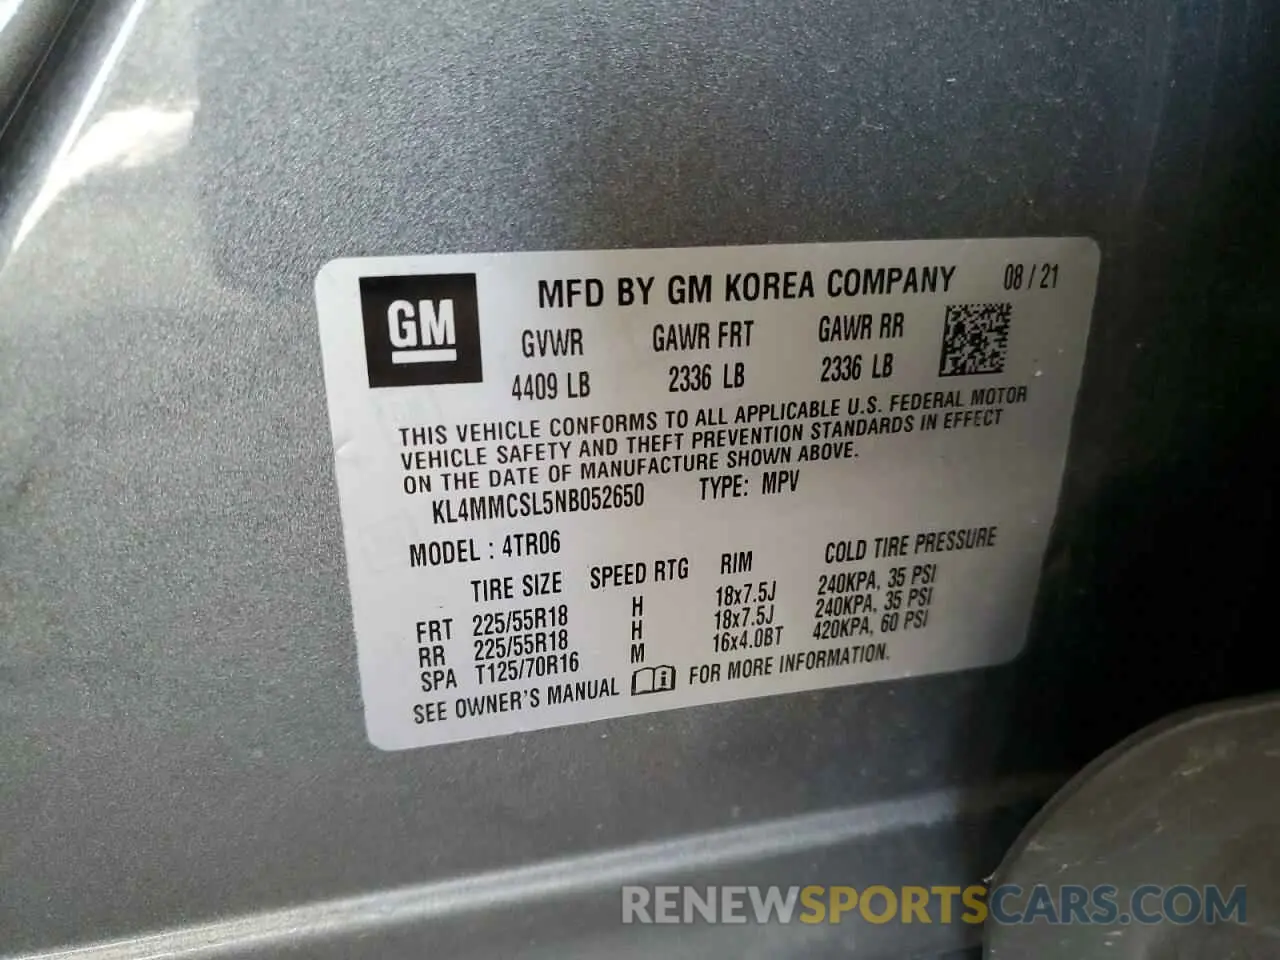 GM
MFD BY GM KOREA COMPANY 08/21
GVWR GAWR FRT GAWR RR
4409 LB 2336 LB 2336 LB
THIS VEHICLE CONFORMS TO ALL APPLICABLE U.S. FEDERAL MOTOR
VEHICLE SAFETY AND THEFT PREVENTION STANDARDS IN EFFECT
ON THE DATE OF MANUFACTURE SHOWN ABOVE.
KL4MMCSL5NB052650 TYPE: MPV
MODEL : 4TR06
TIRE SIZE SPEED RTG RIM COLD TIRE PRESSURE
FRT 225/55R18 H 18x7.5J 240KPA, 35 PSI
RR 225/55R18 H 18x7.5J 240KPA, 35 PSI
SPA T125/70R16 M 16x4.0BT 420KPA, 60 PSI
SEE OWNER'S MANUAL i FOR MORE INFORMATION.
RENEWSPORTSCARS.COM